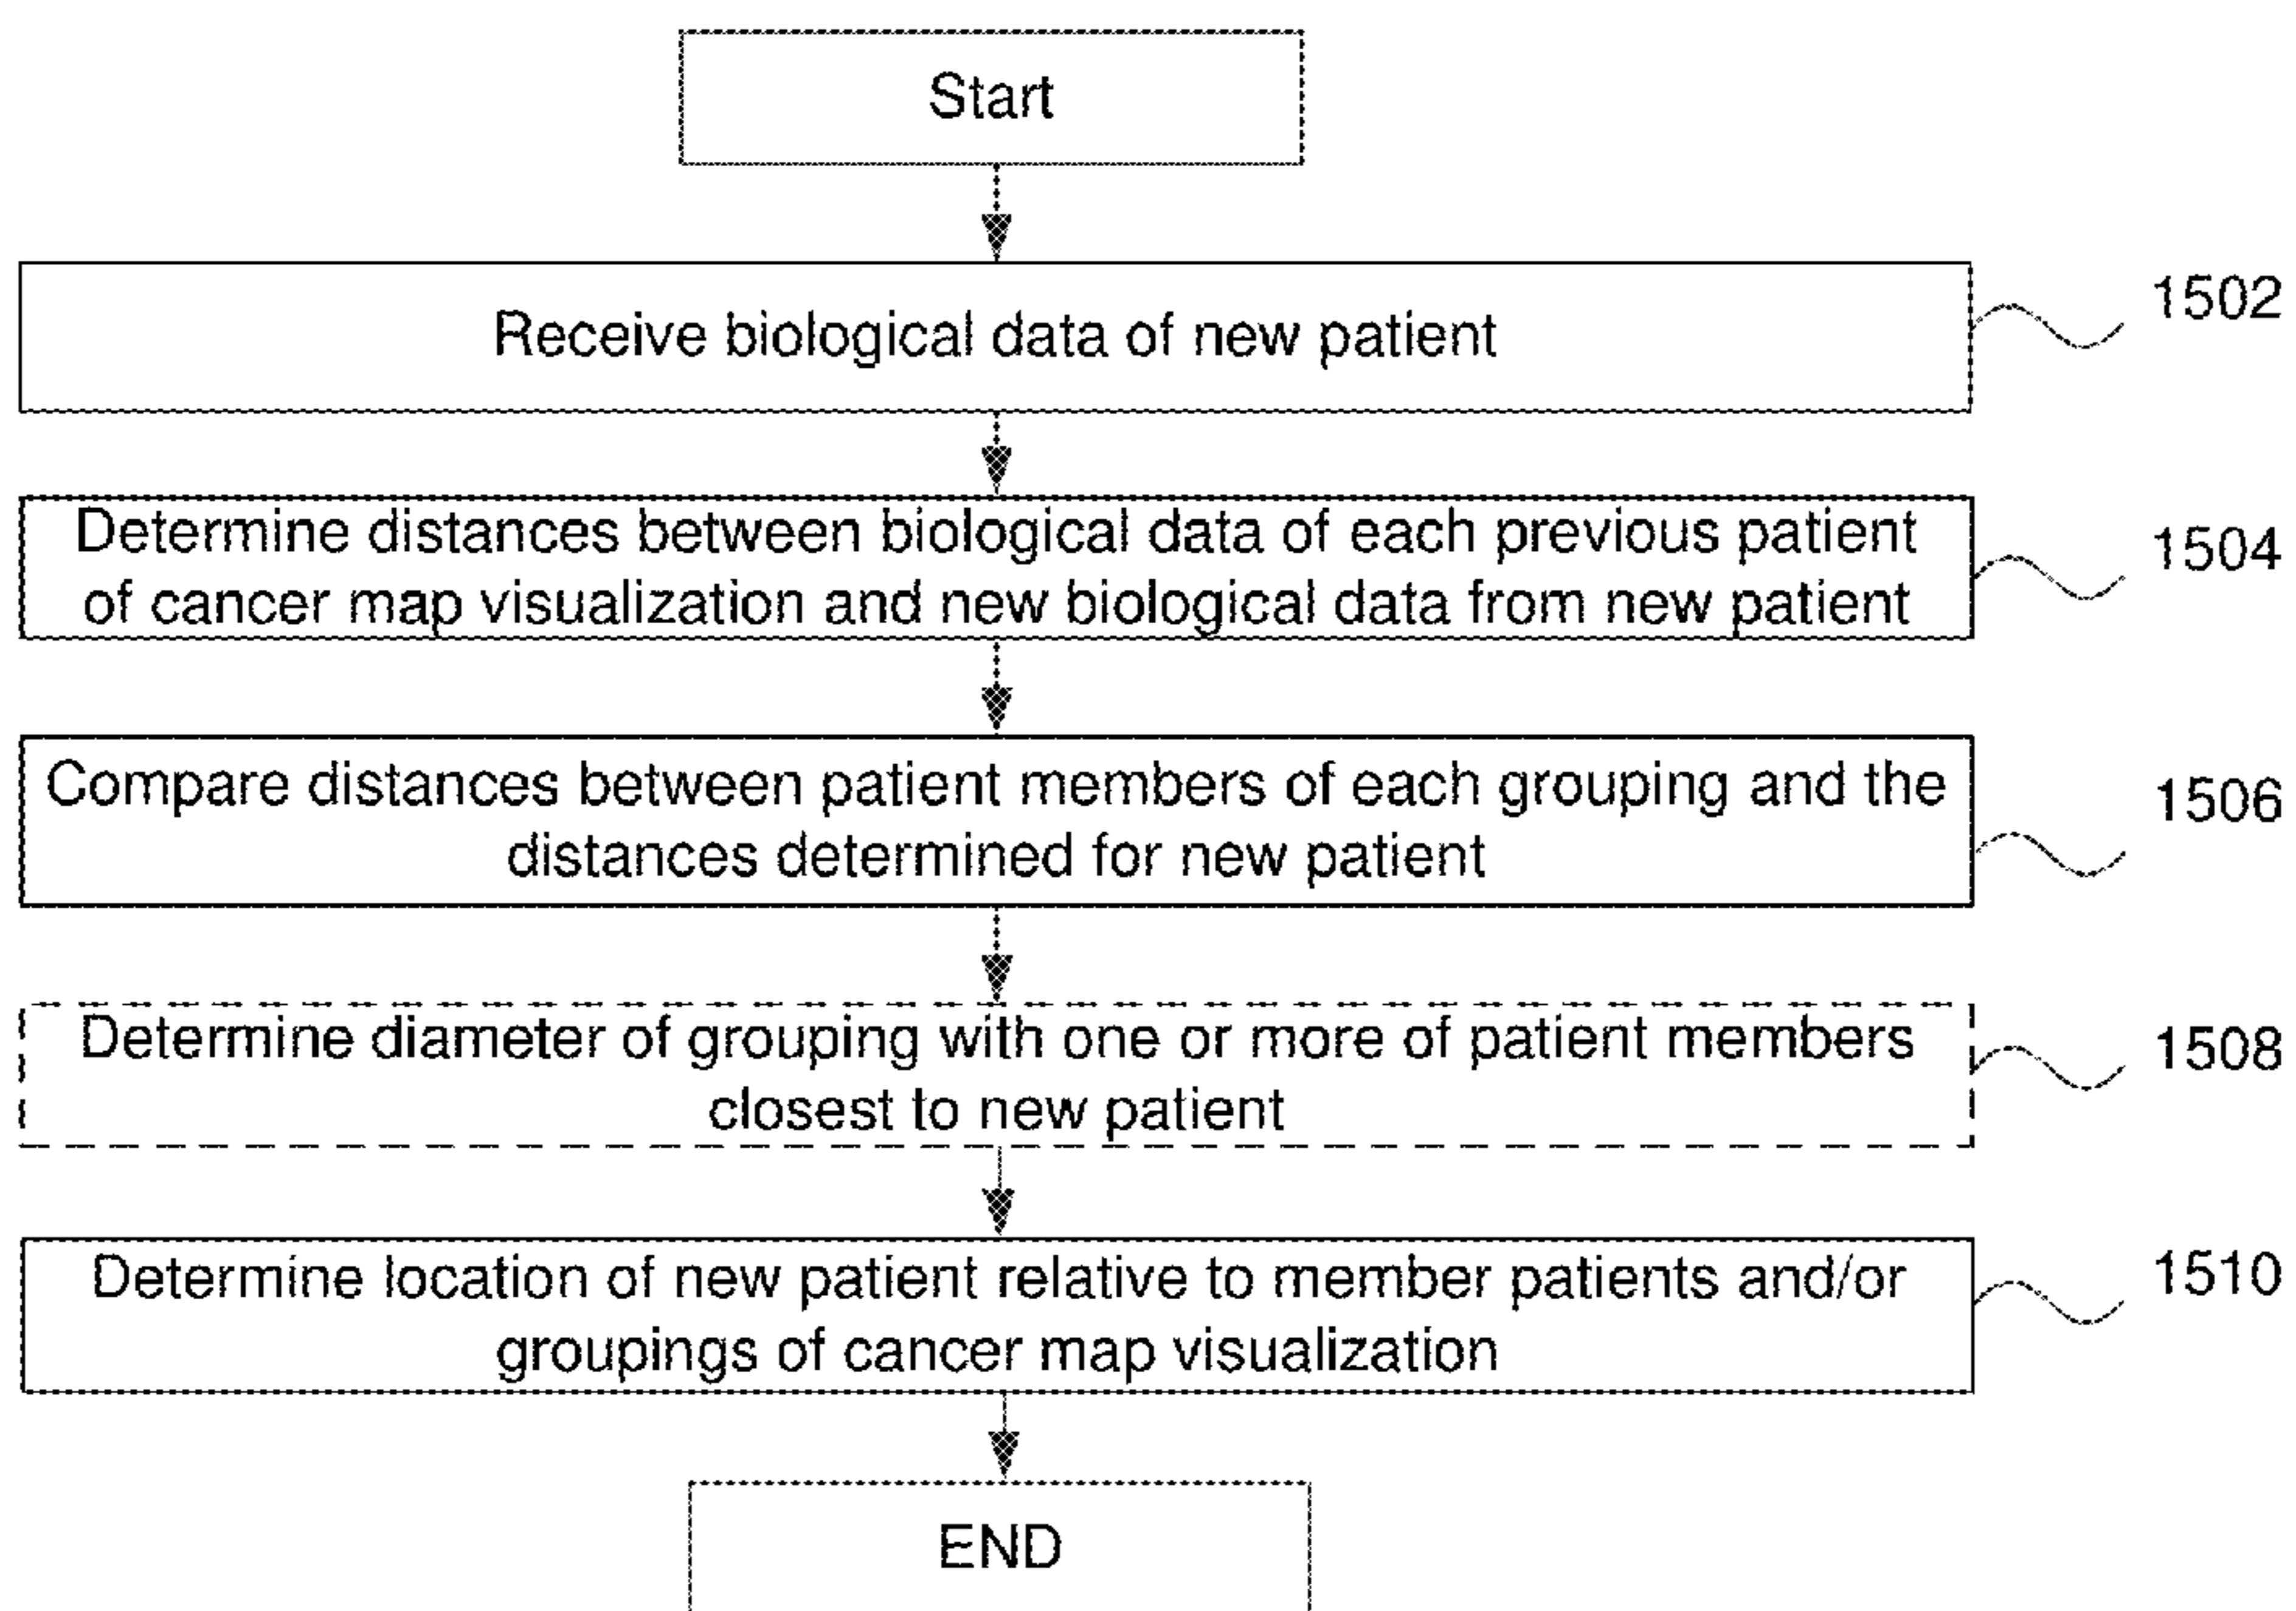 Start
Receive biological data of new patient
1502
Determine distances between biological data of each previous patient
of cancer map visualization and new biological data from new patient
1504
Compare distances between patient members of each grouping and the
distances determined for new patient
1506
Determine diameter of grouping with one or more of patient members
closest to new patient
1508
Determine location of new patient relative to member patients and/or
groupings of cancer map visualization
1510
END